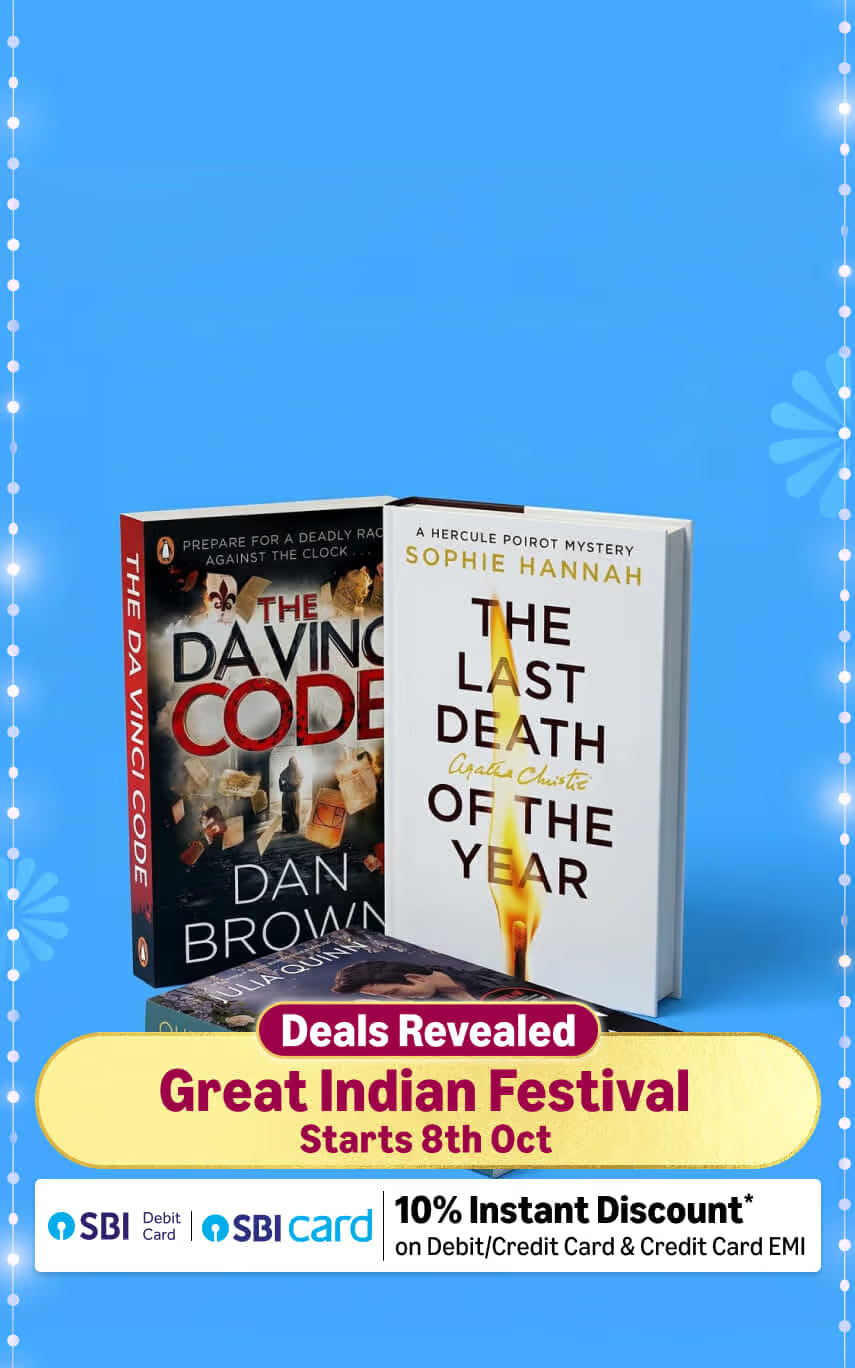 PREPARE FOR A DEADLY
AGAINST THE CLOCK...
THE
DA VINC
CODE
DAN
BROWN
THE DA VINCI CODE
A HERCULE POIROT MYSTERY
SOPHIE HANNAH
THE
LAST
DEATH
Agatha Christie
OF THE
YEAR
JULIA QUINN
Deals Revealed
Great Indian Festival
Starts 8th Oct
SBI Debit Card
SBI card
10% Instant Discount*
on Debit/Credit Card & Credit Card EMI